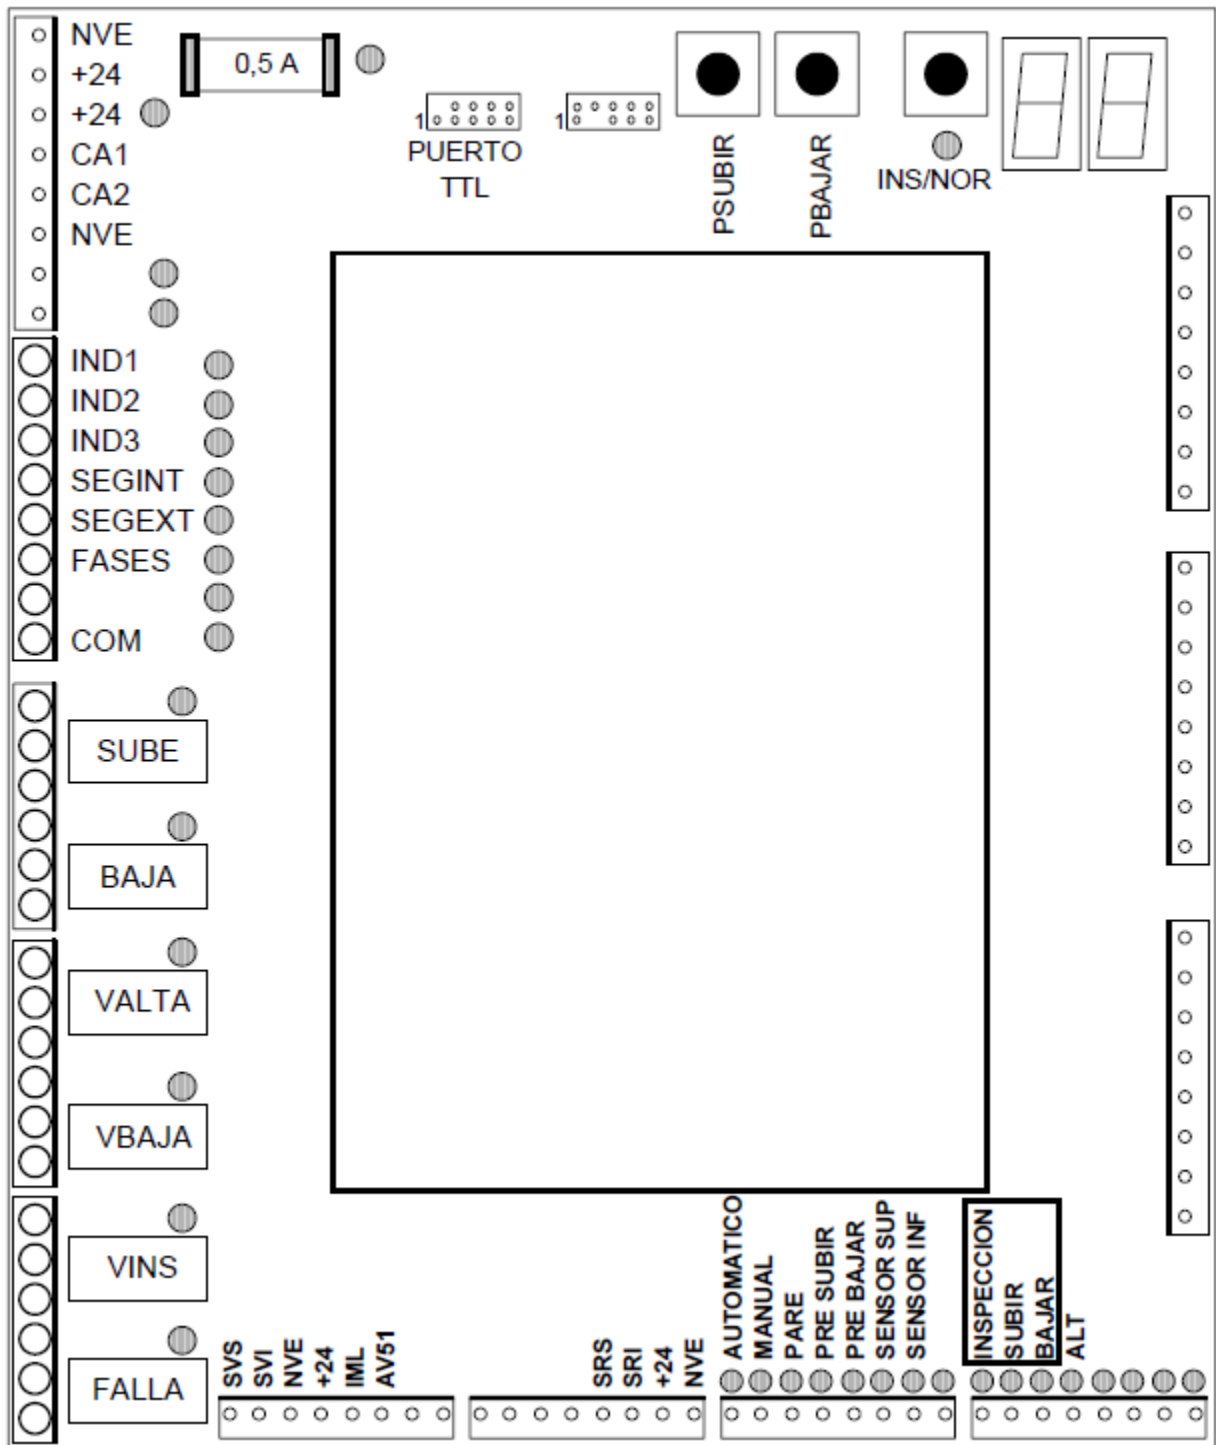 NVE
+24
+24
CA1
CA2
NVE
0,5 A
1
PUERTO
TTL
1
PSUBIR
PBAJAR
INS/NOR
IND1
IND2
IND3
SEGINT
SEGEXT
FASES
COM
SUBE
BAJA
VALTA
VBAJA
VINS
FALLA
SVS
SVI
NVE
+24
IML
AV51
SRS
SRI
+24
NVE
AUTOMATICO
MANUAL
PARE
PRE SUBIR
PRE BAJAR
SENSOR SUP
SENSOR INF
INSPECCION
SUBIR
BAJAR
ALT